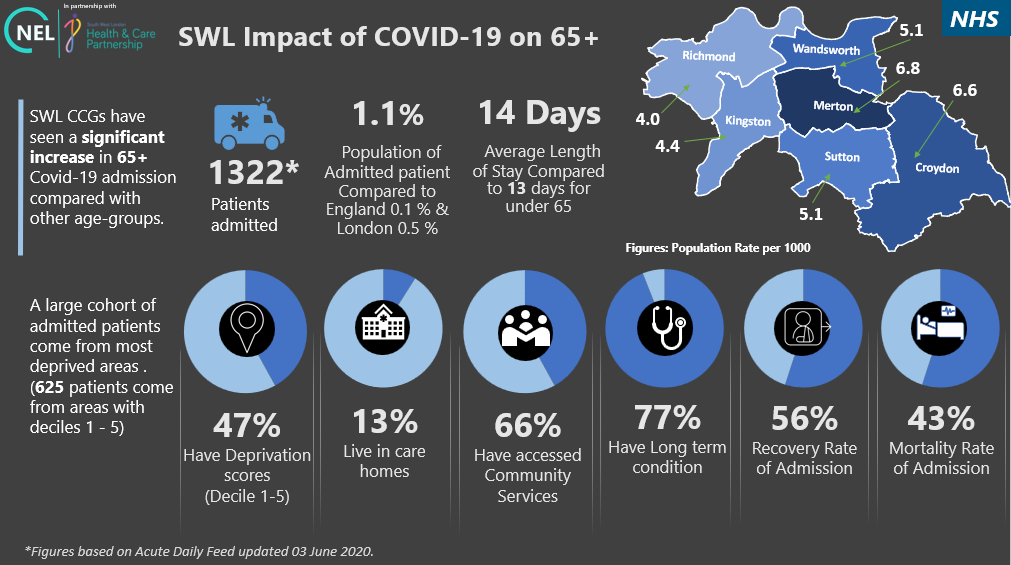 In partnership with
NEL
South West London
Health & Care
Partnership
SWL Impact of COVID-19 on 65+
NHS
SWL CCGs have
seen a significant
increase in 65+
Covid-19 admission
compared with
other age-groups.
1322*
Patients
admitted
1.1%
Population of
Admitted patient
Compared to
England 0.1 % &
London 0.5 %
14 Days
Average Length
of Stay Compared
to 13 days for
under 65
Richmond
Wandsworth
5.1
6.8
6.6
4.0
Kingston
Merton
4.4
Sutton
Croydon
5.1
Figures: Population Rate per 1000
A large cohort of
admitted patients
come from most
deprived areas .
(625 patients come
from areas with
deciles 1 - 5)
47%
Have Deprivation
scores
(Decile 1-5)
13%
Live in care
homes
66%
Have accessed
Community
Services
77%
Have Long term
condition
56%
Recovery Rate
of Admission
43%
Mortality Rate
of Admission
*Figures based on Acute Daily Feed updated 03 June 2020.